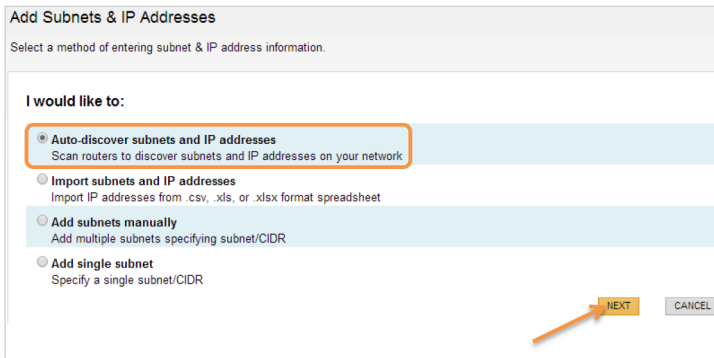 Add Subnets & IP Addresses
Select a method of entering subnet & IP address information.
I would like to:
Auto-discover subnets and IP addresses
Scan routers to discover subnets and IP addresses on your network
Import subnets and IP addresses
Import IP addresses from .csv, .xls, or .xlsx format spreadsheet
Add subnets manually
Add multiple subnets specifying subnet/CIDR
Add single subnet
Specify a single subnet/CIDR
NEXT CANCEL